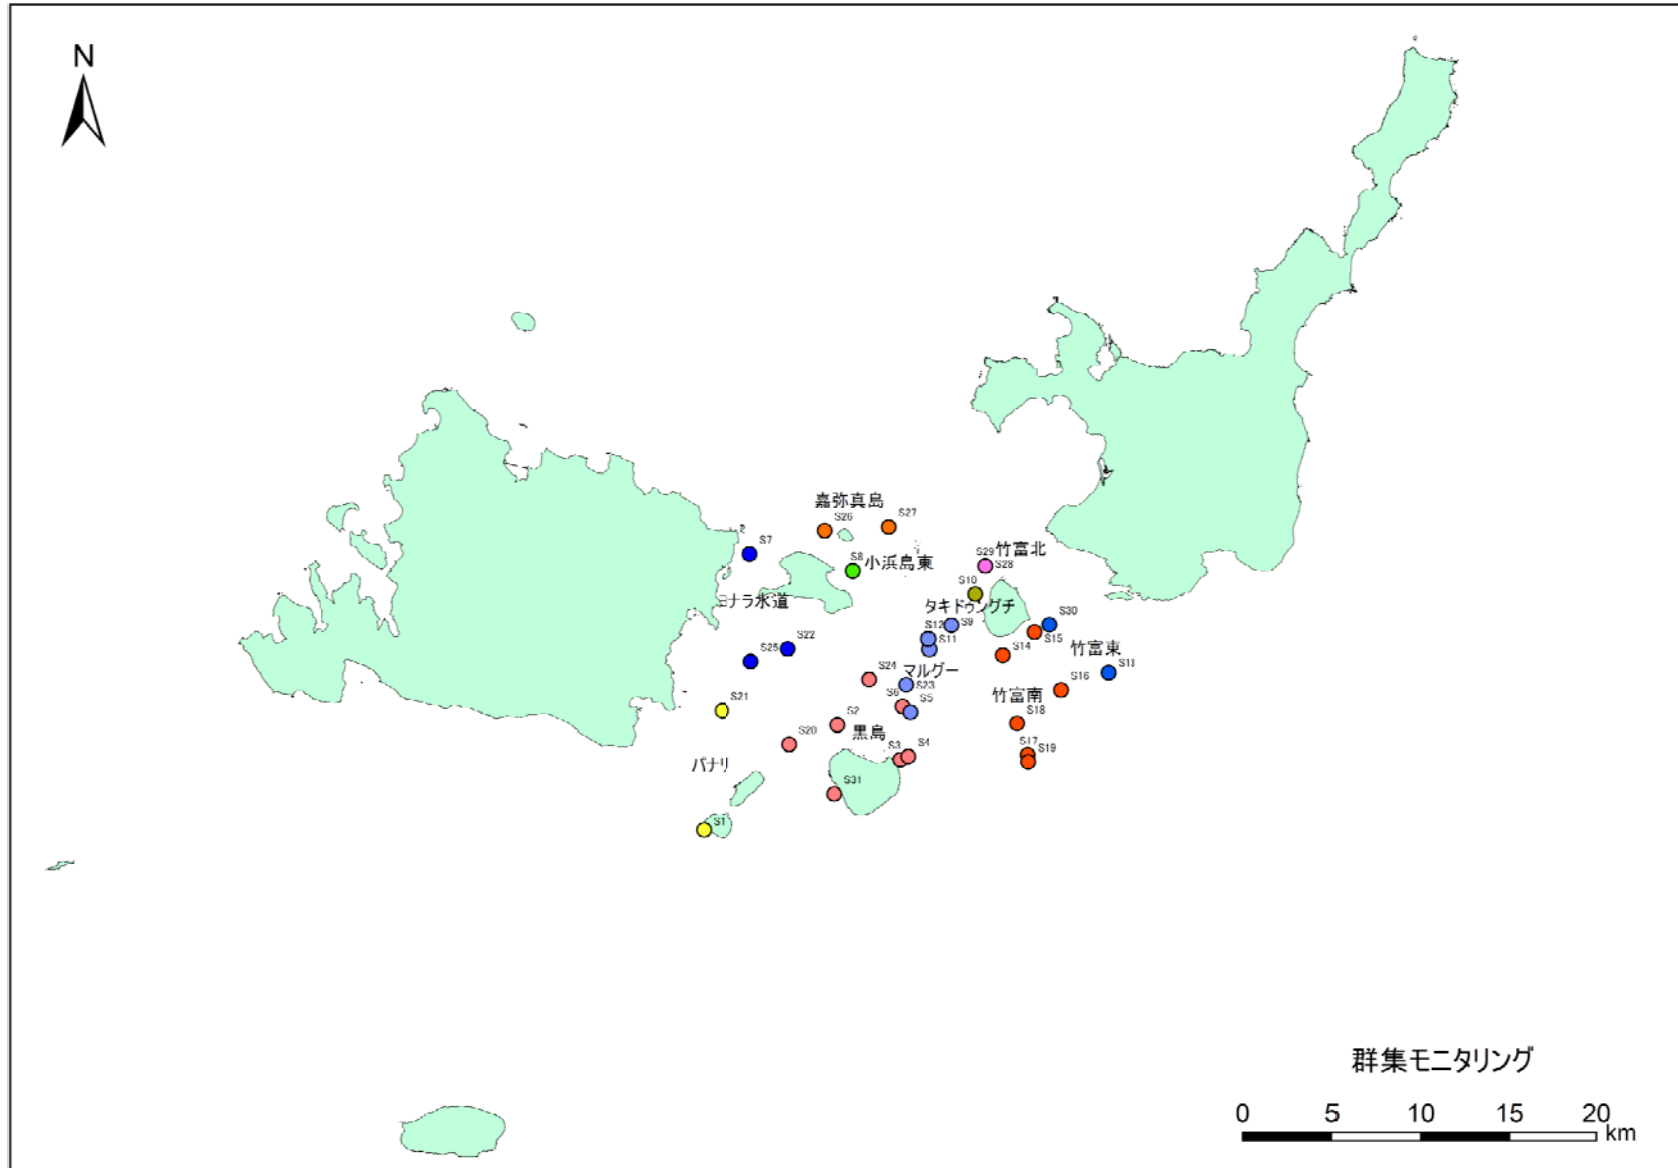 N
嘉弥真島
S26
S27
S7
S8
小浜島東
S29
竹富北
S28
S10
ヨナラ水道
タキドゥングチ
S12
S9
S30
S11
S15
S22
S14
竹富東
S25
S24
マルグー
S13
S23
S16
S21
S6
S5
竹富南
S2
S18
黒島
S20
S3
S4
S17
S19
パナリ
S31
S1
群集モニタリング
0 5 10 15 20
km